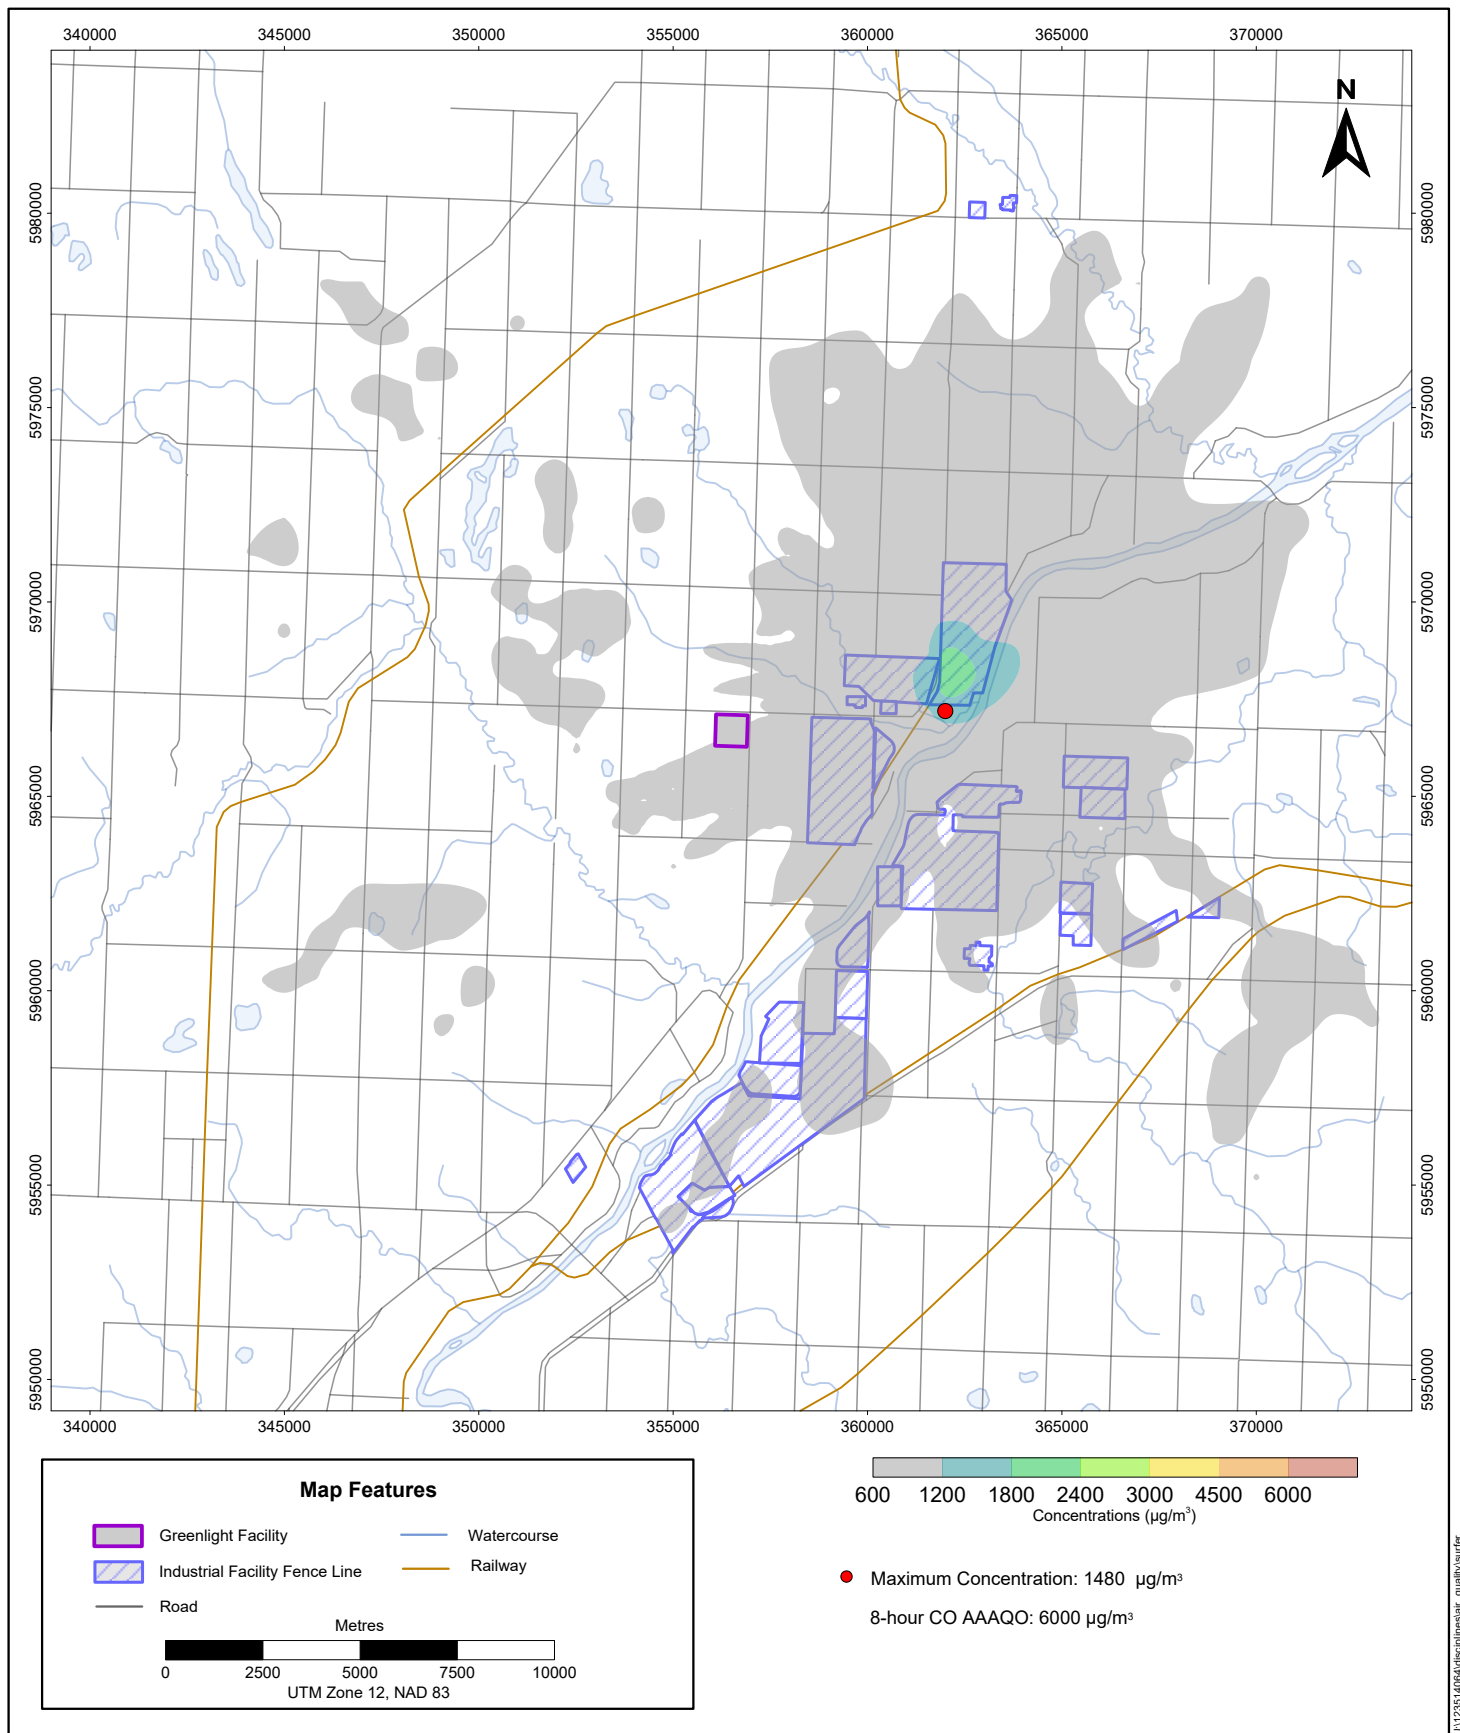 340000 345000 350000 355000 360000 365000 370000
N
5980000 5980000
5975000 5975000
5970000 5970000
5965000 5965000
5960000 5960000
5955000 5955000
5950000 5950000
340000 345000 350000 355000 360000 365000 370000
Map Features
Greenlight Facility
Watercourse
Industrial Facility Fence Line
Railway
Road
Metres
0 2500 5000 7500 10000
UTM Zone 12, NAD 83
600 1200 1800 2400 3000 4500 6000
Concentrations (µg/m³)
Maximum Concentration: 1480 µg/m³
8-hour CO AAAQO: 6000 µg/m³